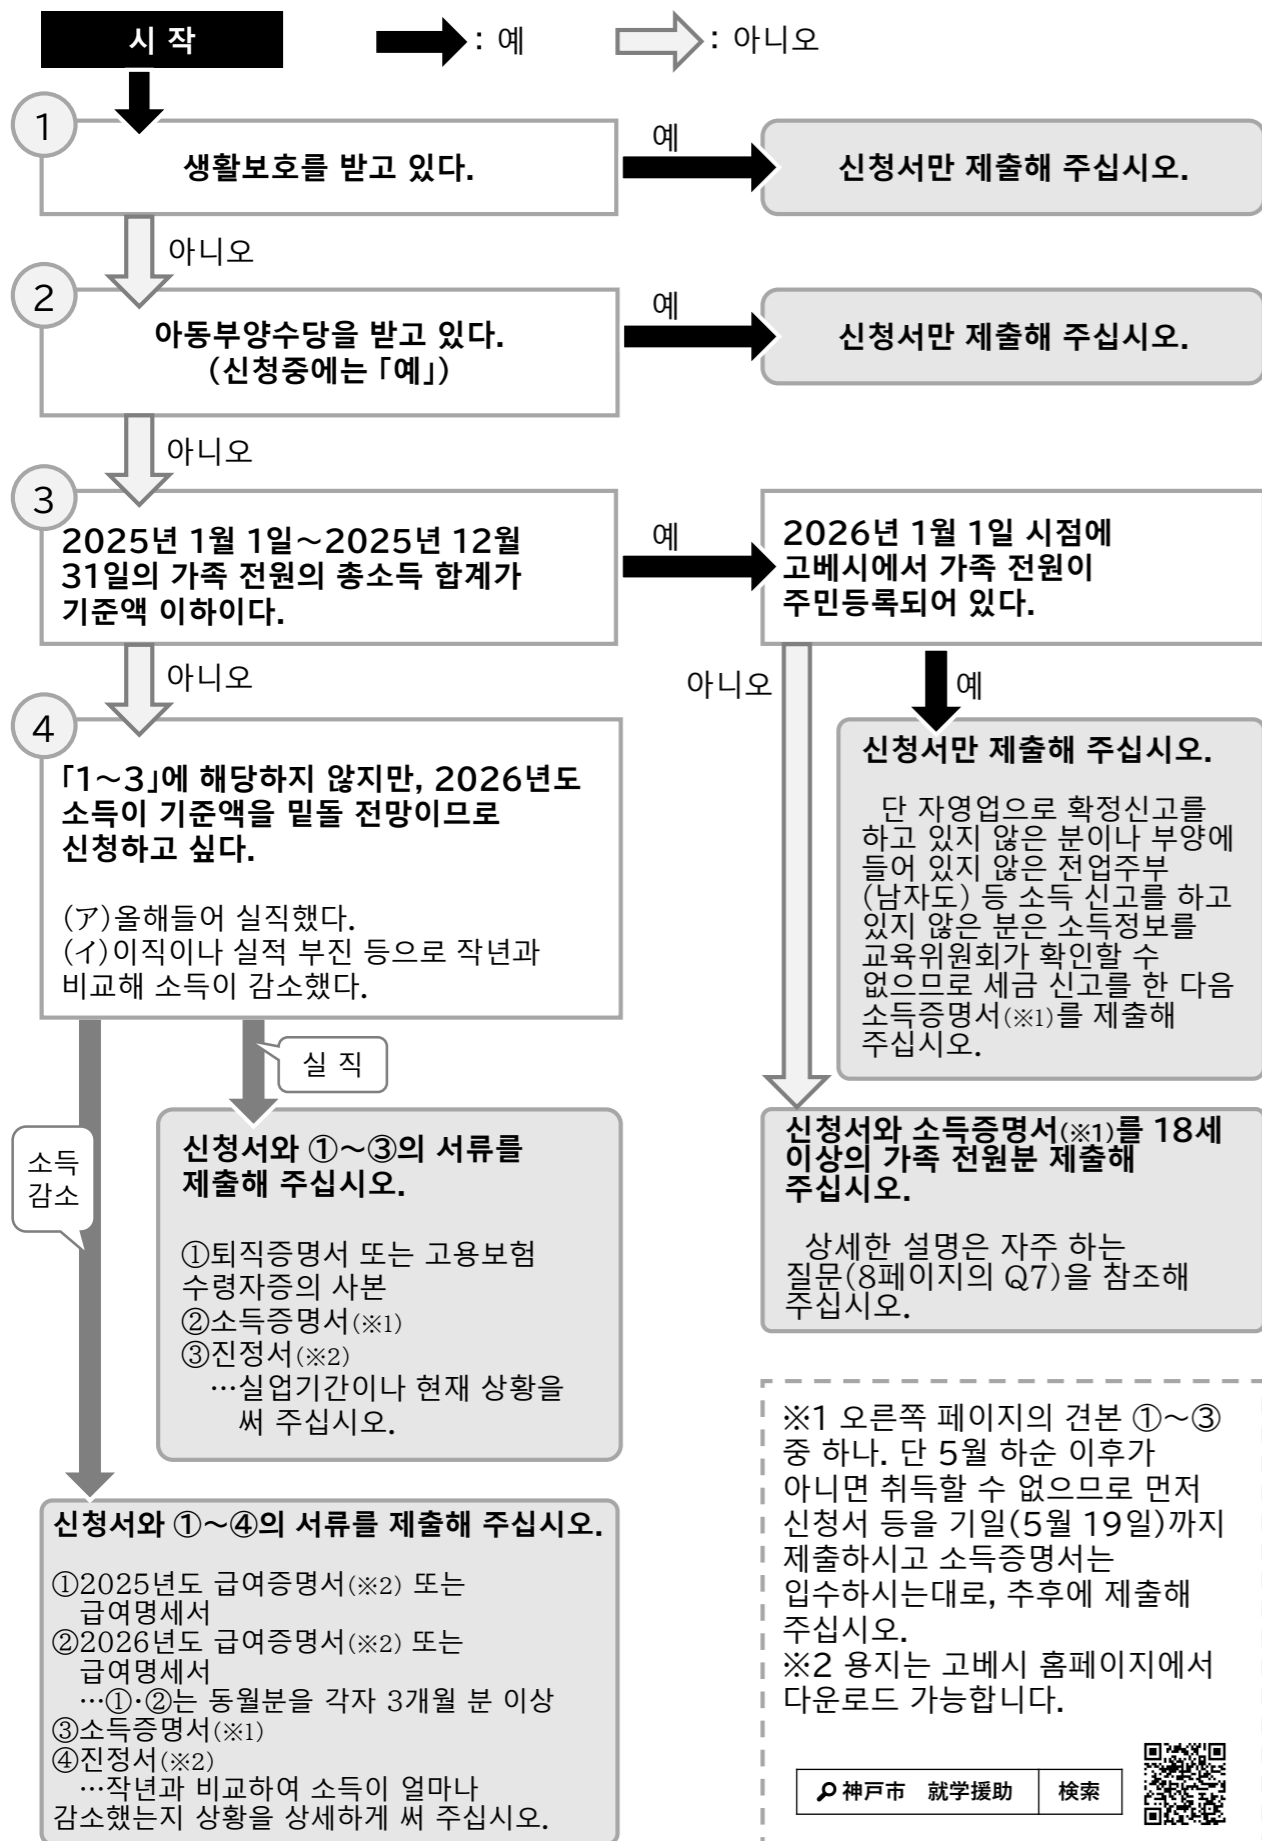 시 작
: 예
: 아니오
1
생활보호를 받고 있다.
예
신청서만 제출해 주십시오.
아니오
2
아동부양수당을 받고 있다.
(신청중에는 「예」)
예
신청서만 제출해 주십시오.
아니오
3
2025년 1월 1일～2025년 12월
31일의 가족 전원의 총소득 합계가
기준액 이하이다.
예
2026년 1월 1일 시점에
고베시에서 가족 전원이
주민등록되어 있다.
아니오
아니오
예
4
「1～3」에 해당하지 않지만, 2026년도
소득이 기준액을 밑돌 전망이므로
신청하고 싶다.
(ア)올해들어 실직했다.
(イ)이직이나 실적 부진 등으로 작년과
비교해 소득이 감소했다.
신청서만 제출해 주십시오.
단 자영업으로 확정신고를
하고 있지 않은 분이나 부양에
들어 있지 않은 전업주부
(남자도) 등 소득 신고를 하고
있지 않은 분은 소득정보를
교육위원회가 확인할 수
없으므로 세금 신고를 한 다음
소득증명서(※1)를 제출해
주십시오.
실 직
소득
감소
신청서와 ①～③의 서류를
제출해 주십시오.
①퇴직증명서 또는 고용보험
수령자증의 사본
②소득증명서(※1)
③진정서(※2)
…실업기간이나 현재 상황을
써 주십시오.
신청서와 소득증명서(※1)를 18세
이상의 가족 전원분 제출해
주십시오.
상세한 설명은 자주 하는
질문(8페이지의 Q7)을 참조해
주십시오.
신청서와 ①～④의 서류를 제출해 주십시오.
①2025년도 급여증명서(※2) 또는
급여명세서
②2026년도 급여증명서(※2) 또는
급여명세서
…①·②는 동월분을 각자 3개월 분 이상
③소득증명서(※1)
④진정서(※2)
…작년과 비교하여 소득이 얼마나
감소했는지 상황을 상세하게 써 주십시오.
※1 오른쪽 페이지의 견본 ①～③
중 하나. 단 5월 하순 이후가
아니면 취득할 수 없으므로 먼저
신청서 등을 기일(5월 19일)까지
제출하시고 소득증명서는
입수하시는대로, 추후에 제출해
주십시오.
※2 용지는 고베시 홈페이지에서
다운로드 가능합니다.
神戸市 就学援助 検索